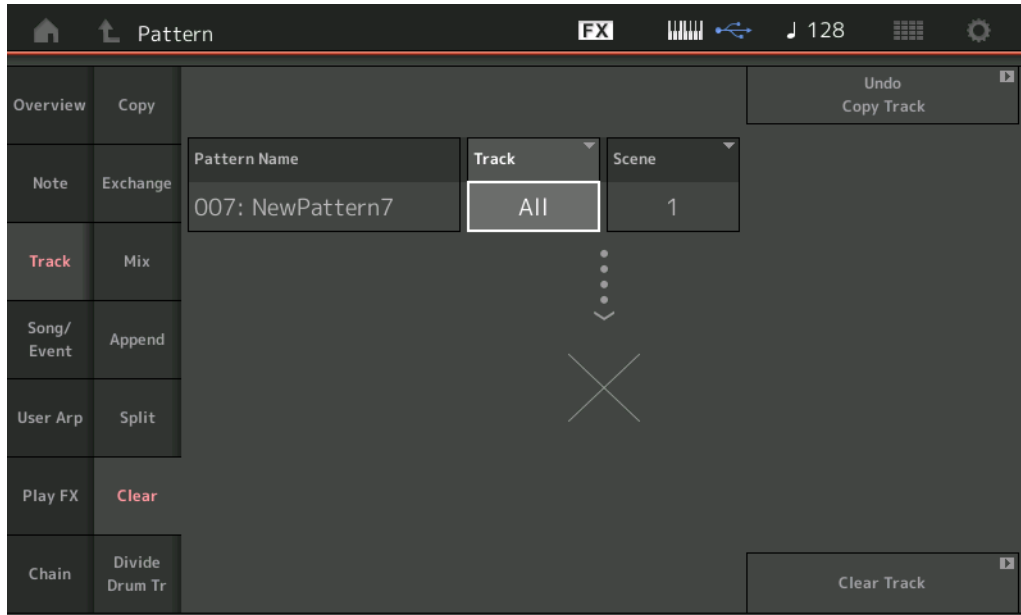 Pattern
FX
♩ 128
Overview
Note
Track
Song/
Event
User Arp
Play FX
Chain
Copy
Exchange
Mix
Append
Split
Clear
Divide
Drum Tr
Pattern Name
007: NewPattern7
Track
All
Scene
1
Undo
Copy Track
Clear Track